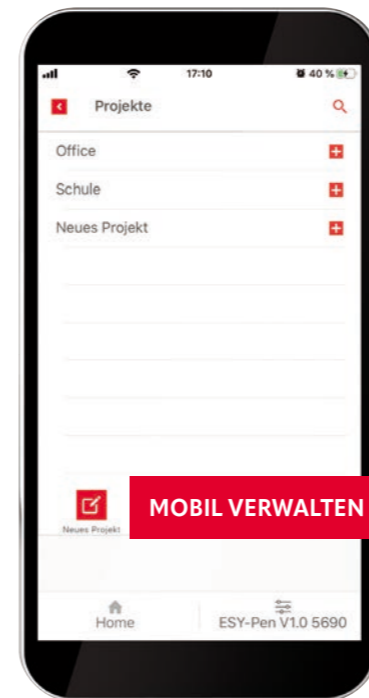 17:10 40 %
Projekte
Office
Schule
Neues Projekt
Neues Projekt
MOBIL VERWALTEN
Home ESY-Pen V1.0 5690